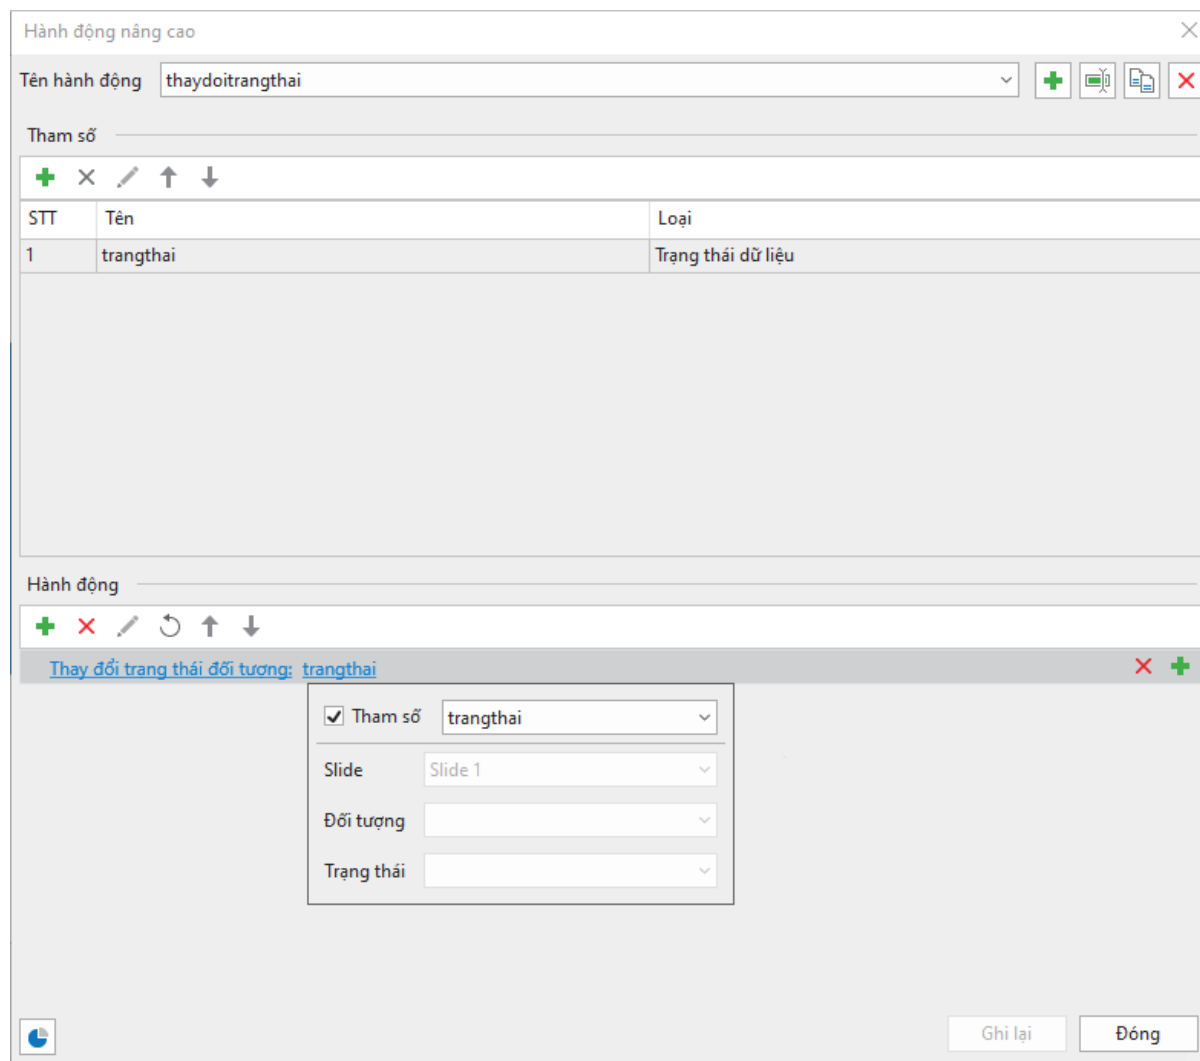 Hành động nâng cao
Tên hành động thaydoitrangthai
Tham số
STT Tên Loại
1 trangthai Trạng thái dữ liệu
Hành động
Thay đổi trạng thái đối tượng: trangthai
Tham số trangthai
Slide Slide 1
Đối tượng
Trạng thái
Ghi lại Đóng